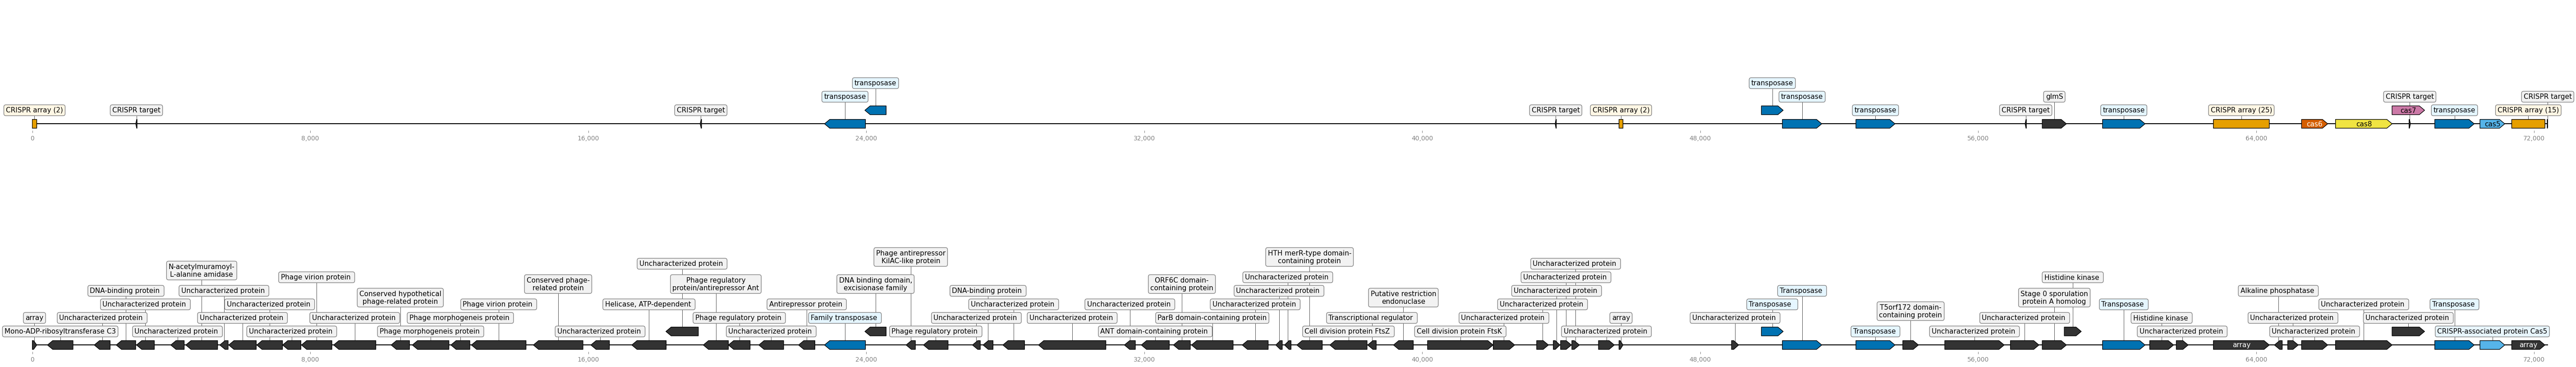 transposase
transposase
transposase
glmS
CRISPR target
CRISPR target
transposase
transposase
CRISPR array (2)
CRISPR target
CRISPR target
CRISPR target
CRISPR array (2)
transposase
CRISPR target
transposase
CRISPR array (25)
cas7
transposase
CRISPR array (15)
cas6
cas8
cas5
0
8,000
16,000
24,000
32,000
40,000
48,000
56,000
64,000
72,000
Phage antirepressor
KilAC-like protein
HTH merR-type domain-
containing protein
N-acetylmuramoyl-
L-alanine amidase
Uncharacterized protein
Uncharacterized protein
Phage virion protein
Conserved phage-
related protein
Phage regulatory
protein/antirepressor Ant
DNA binding domain,
excisionase family
ORF6C domain-
containing protein
Uncharacterized protein
Uncharacterized protein
Histidine kinase
DNA-binding protein
Uncharacterized protein
Conserved hypothetical
phage-related protein
DNA-binding protein
Uncharacterized protein
Putative restriction
endonuclease
Uncharacterized protein
Transposase
Stage 0 sporulation
protein A homolog
Alkaline phosphatase
Uncharacterized protein
Uncharacterized protein
Phage virion protein
Helicase, ATP-dependent
Antirepressor protein
Uncharacterized protein
Uncharacterized protein
Uncharacterized protein
Uncharacterized protein
Transposase
T5orf172 domain-
containing protein
Transposase
Uncharacterized protein
Transposase
array
Uncharacterized protein
Uncharacterized protein
Uncharacterized protein
Phage morphogeneis protein
Phage regulatory protein
Family transposase
Uncharacterized protein
Uncharacterized protein
ParB domain-containing protein
Transcriptional regulator
Uncharacterized protein
array
Uncharacterized protein
Uncharacterized protein
Histidine kinase
Uncharacterized protein
Uncharacterized protein
Mono-ADP-ribosyltransferase C3
Uncharacterized protein
Uncharacterized protein
Phage morphogeneis protein
Uncharacterized protein
Uncharacterized protein
Phage regulatory protein
ANT domain-containing protein
Cell division protein FtsZ
Cell division protein FtsK
Uncharacterized protein
Transposase
Uncharacterized protein
Uncharacterized protein
Uncharacterized protein
CRISPR-associated protein Cas5
array
array
0
8,000
16,000
24,000
32,000
40,000
48,000
56,000
64,000
72,000